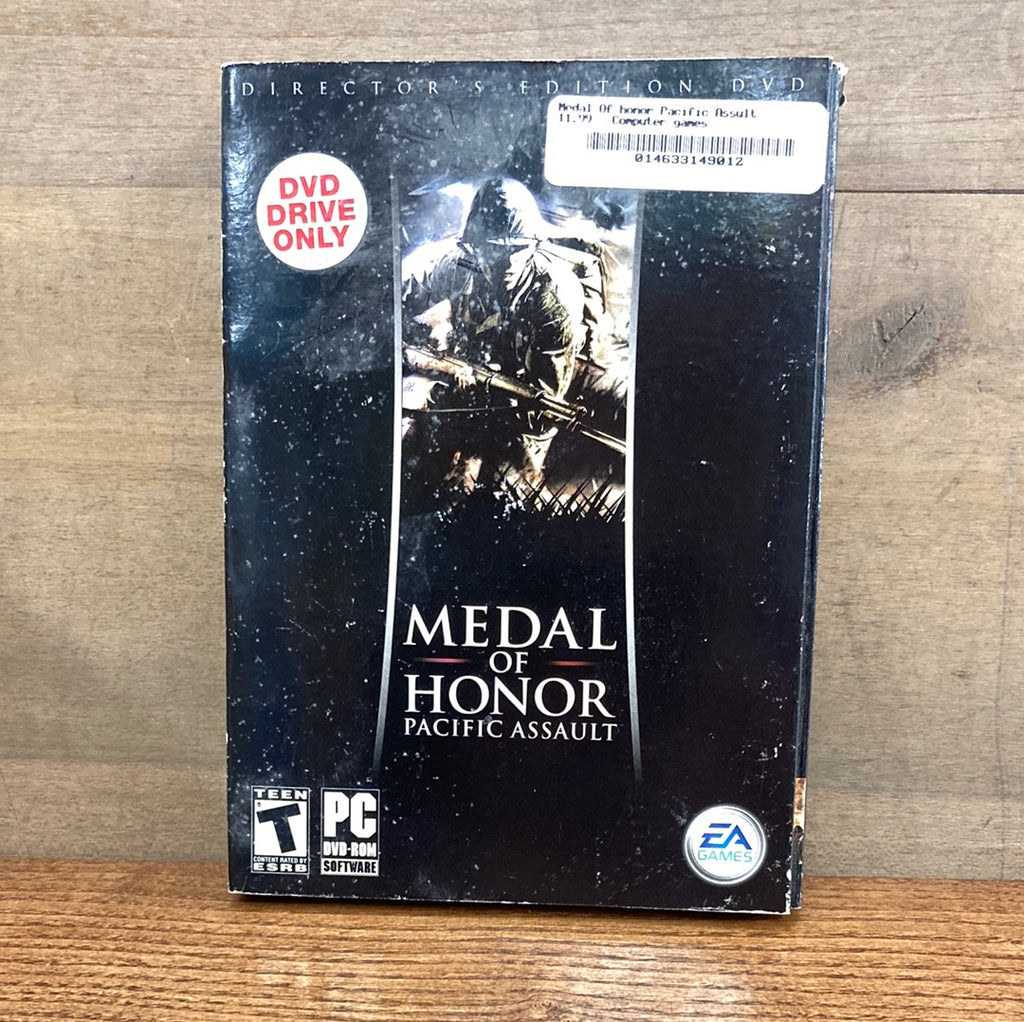 DIRECTOR'S EDITION DVD
Medal Of honor Pacific Assult
11.99 Computer games
014633149012
DVD
DRIVE
ONLY
MEDAL
OF
HONOR
PACIFIC ASSAULT
TEEN
T
CONTENT RATED BY
ESRB
PC
DVD-ROM
SOFTWARE
EA
GAMES